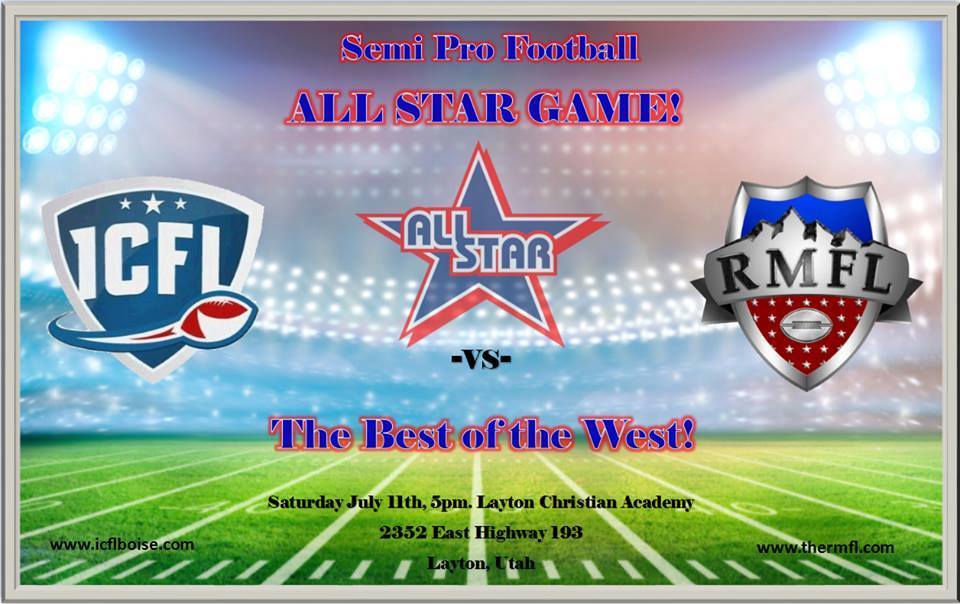 Semi Pro Football
ALL STAR GAME!
ICFL
ALL
STAR
RMFL
-VS-
The Best of the West!
Saturday July 11th, 5pm. Layton Christian Academy
2352 East Highway 193
Layton, Utah
www.icflboise.com
www.thermfl.com